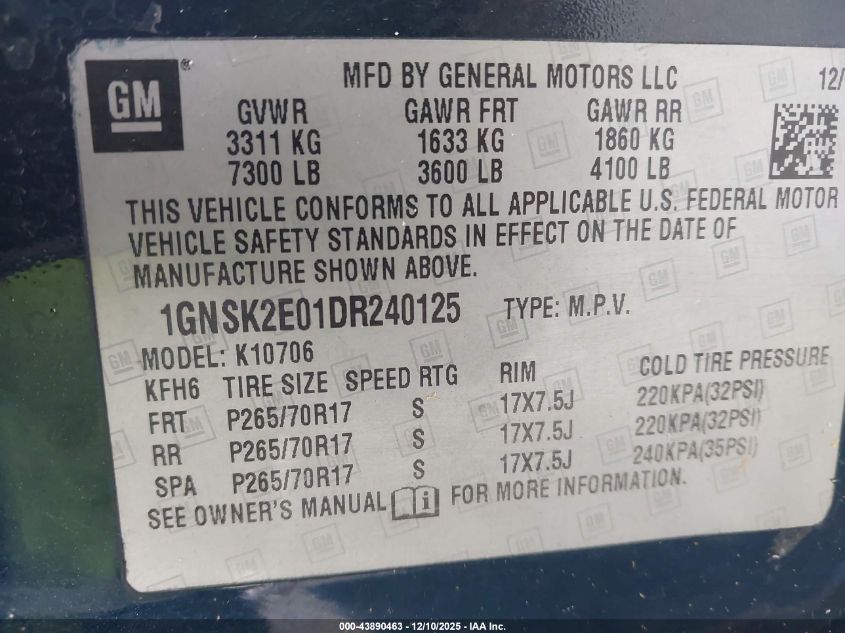 GM ®
MFD BY GENERAL MOTORS LLC 12/
GVWR GAWR FRT GAWR RR
3311 KG 1633 KG 1860 KG
7300 LB 3600 LB 4100 LB
THIS VEHICLE CONFORMS TO ALL APPLICABLE U.S. FEDERAL MOTOR
VEHICLE SAFETY STANDARDS IN EFFECT ON THE DATE OF
MANUFACTURE SHOWN ABOVE.
1GNSK2E01DR240125 TYPE: M.P.V.
MODEL: K10706
KFH6 TIRE SIZE SPEED RTG RIM COLD TIRE PRESSURE
FRT P265/70R17 S 17X7.5J 220KPA(32PSI)
RR P265/70R17 S 17X7.5J 220KPA(32PSI)
SPA P265/70R17 S 17X7.5J 240KPA(35PSI)
SEE OWNER'S MANUAL i FOR MORE INFORMATION.
000-43890463 - 12/10/2025 - IAA Inc.